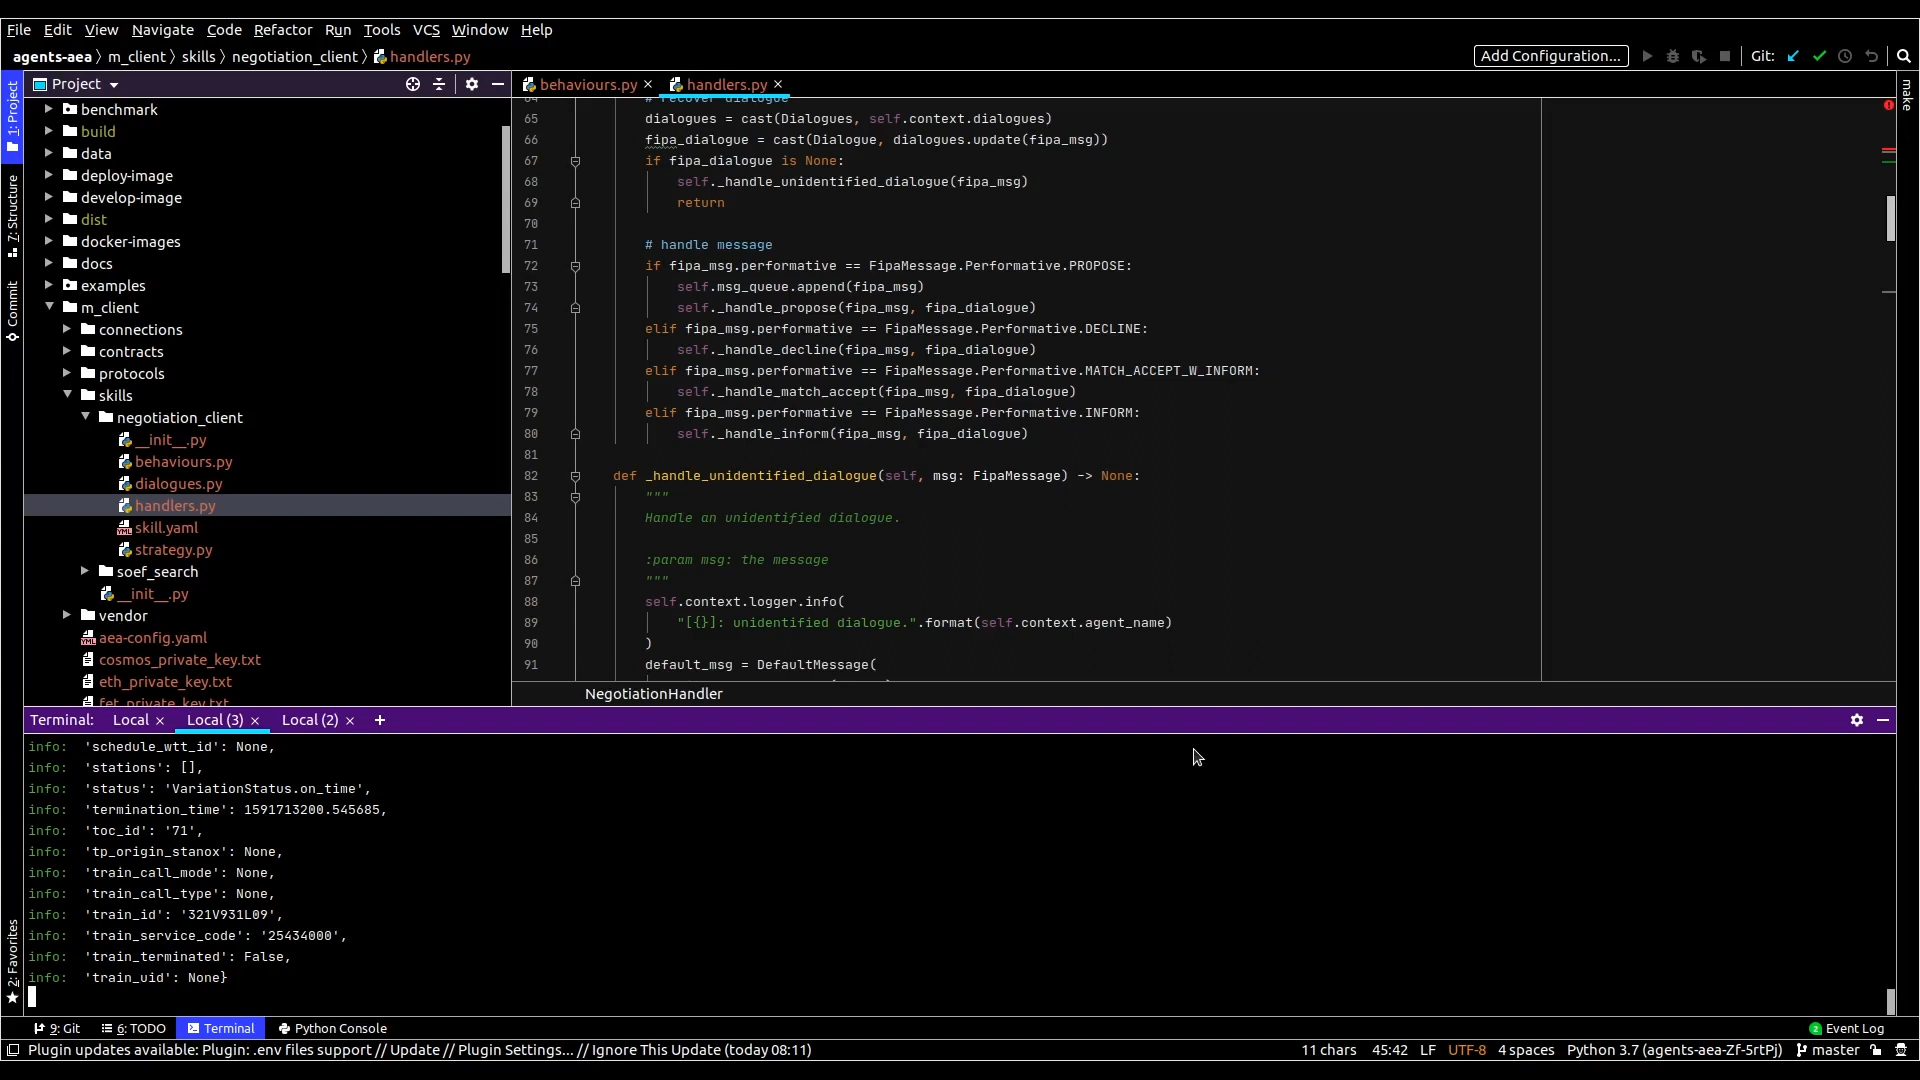 File Edit View Navigate Code Refactor Run Tools VCS Window Help
agents-aea 〉 m_client 〉 skills 〉 negotiation_client 〉 handlers.py
Add Configuration...
Git:
1: Project
7: Structure
Commit
2: Favorites
make
Project
benchmark
build
data
deploy-image
develop-image
dist
docker-images
docs
examples
m_client
connections
contracts
protocols
skills
negotiation_client
__init__.py
behaviours.py
dialogues.py
handlers.py
skill.yaml
strategy.py
soef_search
__init__.py
vendor
aea-config.yaml
cosmos_private_key.txt
eth_private_key.txt
fet_private_key.txt
behaviours.py × handlers.py ×
64 # recover dialogue
65 dialogues = cast(Dialogues, self.context.dialogues)
66 fipa_dialogue = cast(Dialogue, dialogues.update(fipa_msg))
67 if fipa_dialogue is None:
68 self._handle_unidentified_dialogue(fipa_msg)
69 return
70
71 # handle message
72 if fipa_msg.performative == FipaMessage.Performative.PROPOSE:
73 self.msg_queue.append(fipa_msg)
74 self._handle_propose(fipa_msg, fipa_dialogue)
75 elif fipa_msg.performative == FipaMessage.Performative.DECLINE:
76 self._handle_decline(fipa_msg, fipa_dialogue)
77 elif fipa_msg.performative == FipaMessage.Performative.MATCH_ACCEPT_W_INFORM:
78 self._handle_match_accept(fipa_msg, fipa_dialogue)
79 elif fipa_msg.performative == FipaMessage.Performative.INFORM:
80 self._handle_inform(fipa_msg, fipa_dialogue)
81
82 def _handle_unidentified_dialogue(self, msg: FipaMessage) -> None:
83 """
84 Handle an unidentified dialogue.
85
86 :param msg: the message
87 """
88 self.context.logger.info(
89 "[{}]: unidentified dialogue.".format(self.context.agent_name)
90 )
91 default_msg = DefaultMessage(
NegotiationHandler
Terminal: Local × Local (3) × Local (2) × +
info: 'schedule_wtt_id': None,
info: 'stations': [],
info: 'status': 'VariationStatus.on_time',
info: 'termination_time': 1591713200.545685,
info: 'toc_id': '71',
info: 'tp_origin_stanox': None,
info: 'train_call_mode': None,
info: 'train_call_type': None,
info: 'train_id': '321V931L09',
info: 'train_service_code': '25434000',
info: 'train_terminated': False,
info: 'train_uid': None}
9: Git 6: TODO Terminal Python Console 2 Event Log
Plugin updates available: Plugin: .env files support // Update // Plugin Settings... // Ignore This Update (today 08:11) 11 chars 45:42 LF UTF-8 4 spaces Python 3.7 (agents-aea-Zf-5rtPj) master